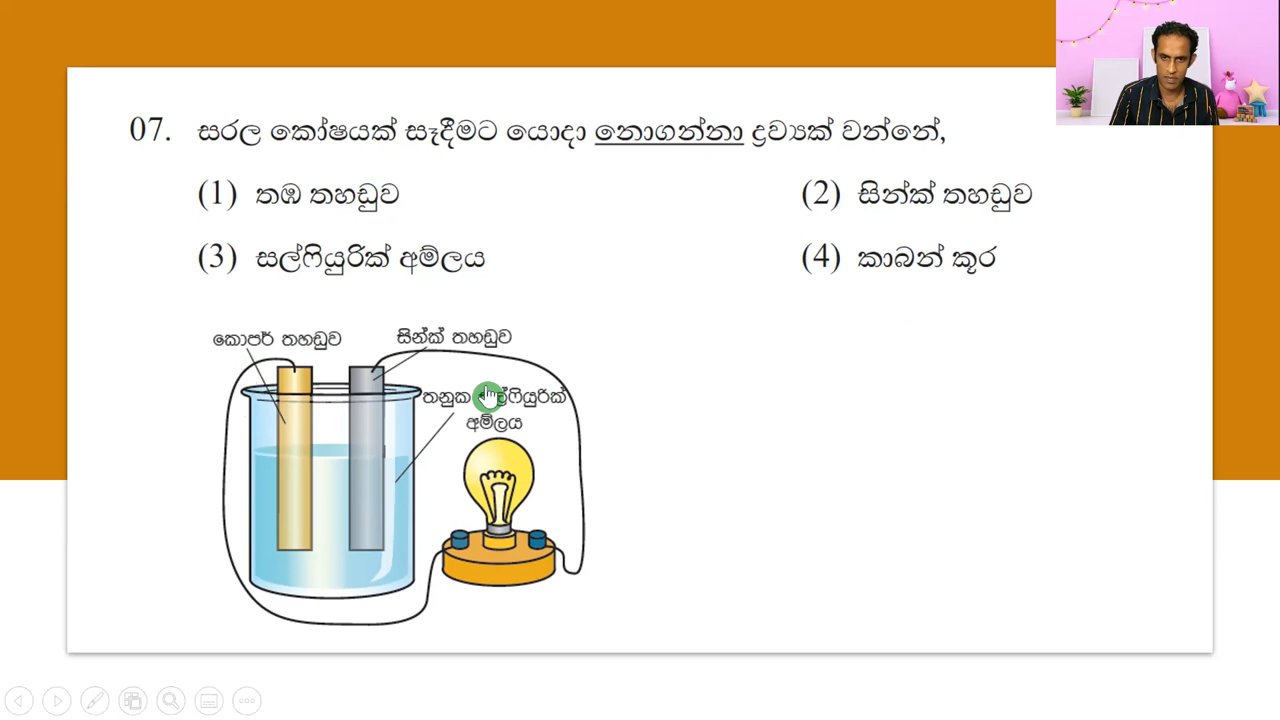 07. සරල කෝෂයක් සෑදීමට යොදා නොගන්නා ද්‍රව්‍යක් වන්නේ,
(1) තඹ තහඩුව (2) සින්ක් තහඩුව
(3) සල්ෆියුරික් අම්ලය (4) කාබන් කූර
කොපර් තහඩුව සින්ක් තහඩුව
තනුක
අම්ලය